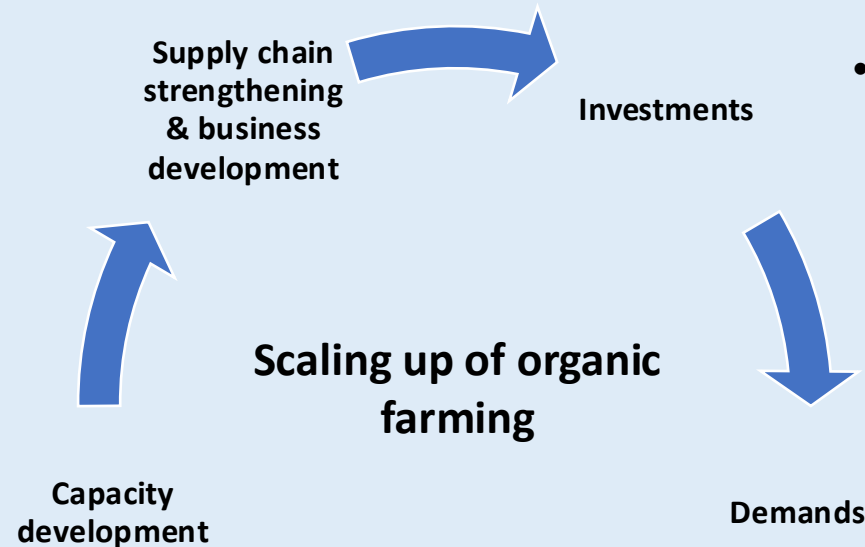 Supply chain
strengthening
& business
development
Investments
•
Scaling up of organic
farming
Capacity
development
Demands